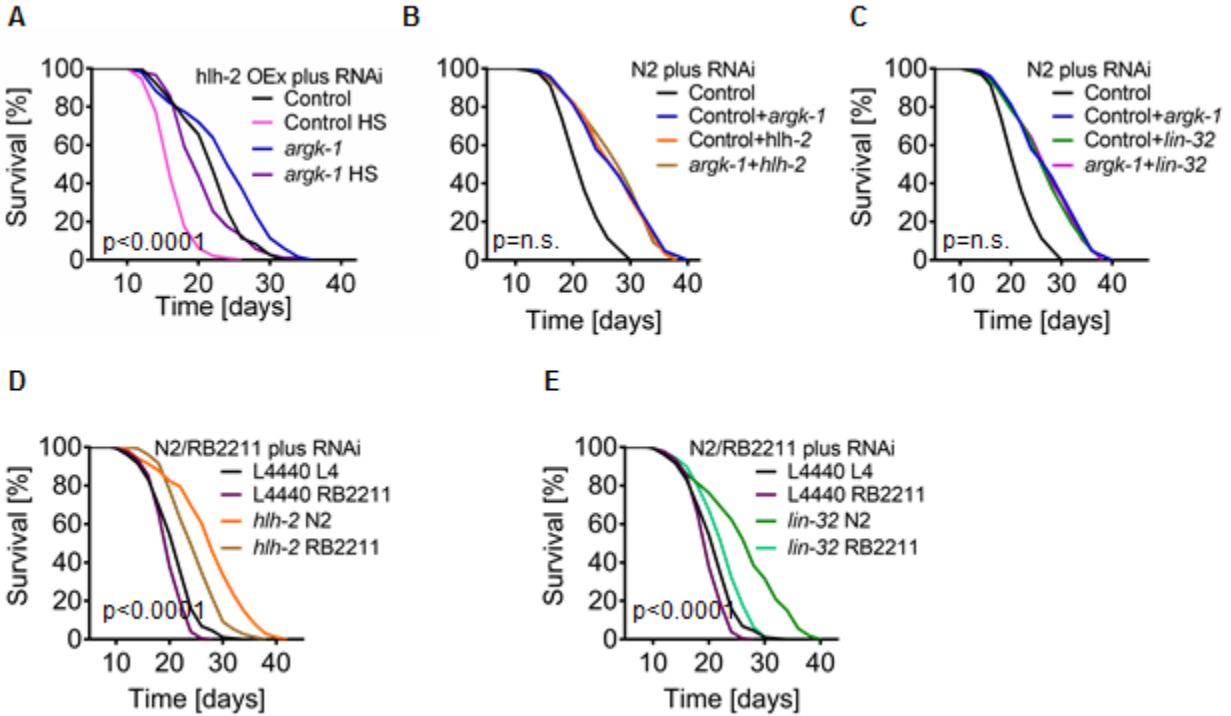 A
hlh-2 OEx plus RNAi
Control
Control HS
argk-1
argk-1 HS
Survival [%]
100
80
60
40
20
0
p<0.0001
10 20 30 40
Time [days]
B
N2 plus RNAi
Control
Control+argk-1
Control+hlh-2
argk-1+hlh-2
Survival [%]
100
80
60
40
20
0
p=n.s.
10 20 30 40
Time [days]
C
N2 plus RNAi
Control
Control+argk-1
Control+lin-32
argk-1+lin-32
Survival [%]
100
80
60
40
20
0
p=n.s.
10 20 30 40
Time [days]
D
N2/RB2211 plus RNAi
L4440 L4
L4440 RB2211
hlh-2 N2
hlh-2 RB2211
Survival [%]
100
80
60
40
20
0
p<0.0001
10 20 30 40
Time [days]
E
N2/RB2211 plus RNAi
L4440 L4
L4440 RB2211
lin-32 N2
lin-32 RB2211
Survival [%]
100
80
60
40
20
0
p<0.0001
10 20 30 40
Time [days]